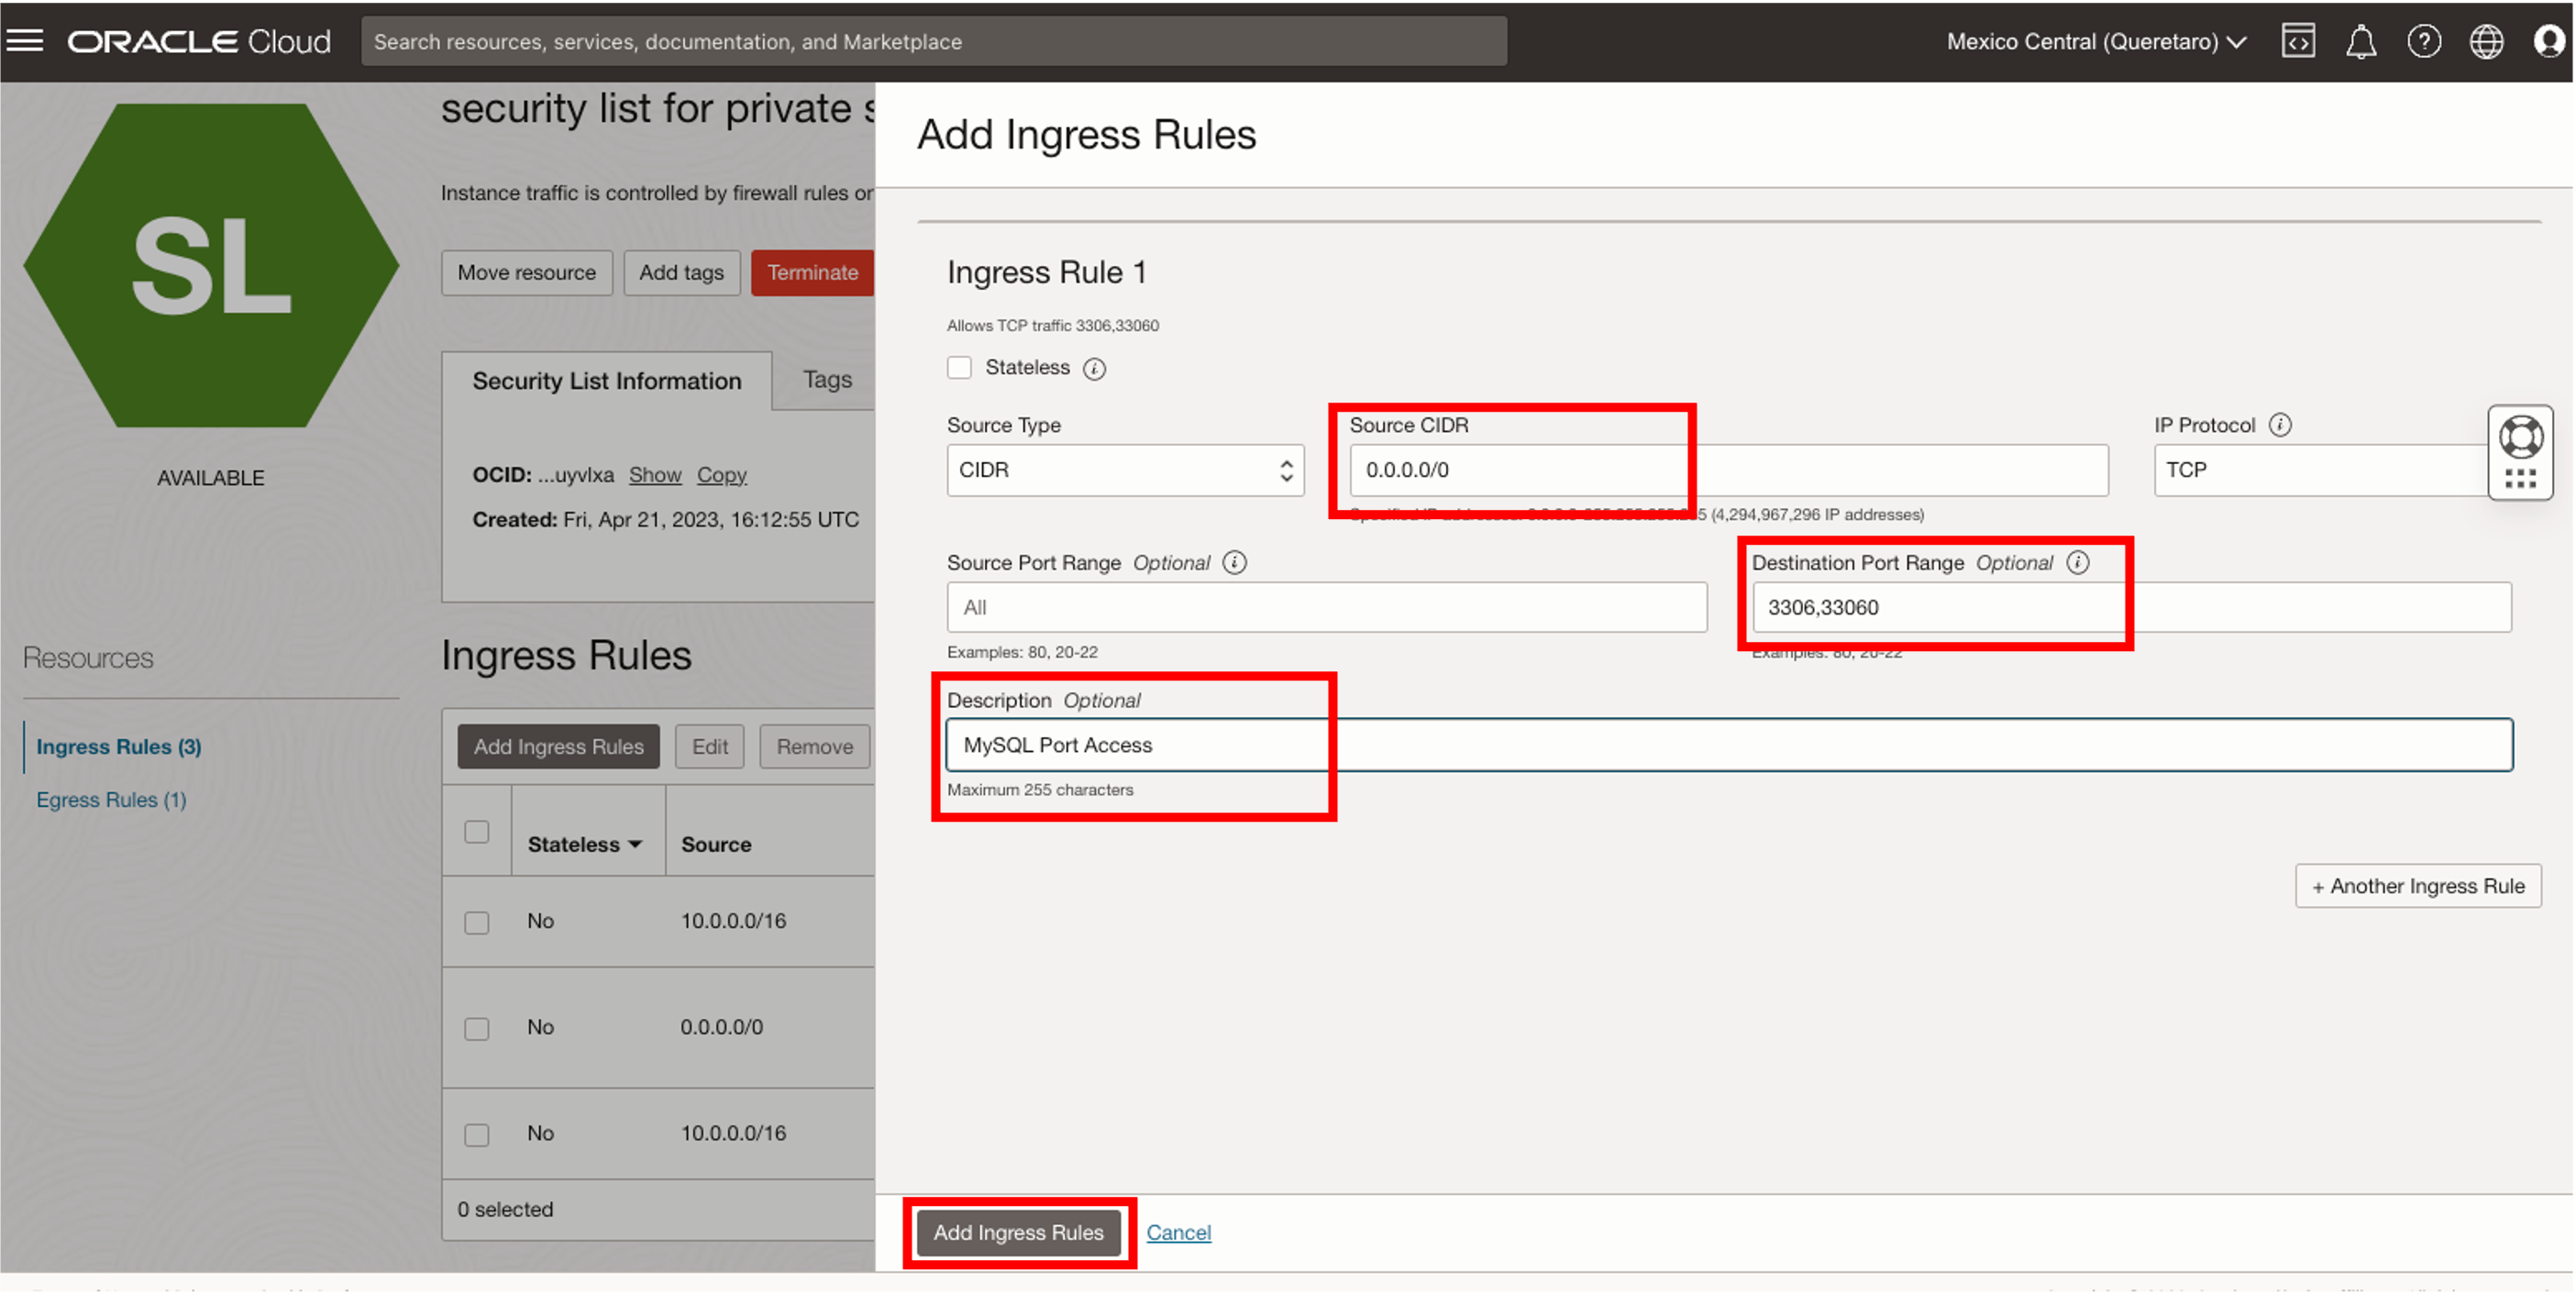 ORACLE Cloud
Search resources, services, documentation, and Marketplace
Mexico Central (Queretaro)
SL
AVAILABLE
security list for private
Instance traffic is controlled by firewall rules
Move resource
Add tags
Terminate
Security List Information
Tags
OCID: ...uyvlxa Show Copy
Created: Fri, Apr 21, 2023, 16:12:55 UTC
Resources
Ingress Rules (3)
Egress Rules (1)
Ingress Rules
Add Ingress Rules
Edit
Remove
Stateless
Source
No
10.0.0.0/16
No
0.0.0.0/0
No
10.0.0.0/16
0 selected
Add Ingress Rules
Ingress Rule 1
Allows TCP traffic 3306,33060
Stateless
Source Type
CIDR
Source CIDR
0.0.0.0/0
(4,294,967,296 IP addresses)
IP Protocol
TCP
Source Port Range Optional
All
Examples: 80, 20-22
Destination Port Range Optional
3306,33060
Examples: 80, 20-22
Description Optional
MySQL Port Access
Maximum 255 characters
+ Another Ingress Rule
Add Ingress Rules
Cancel